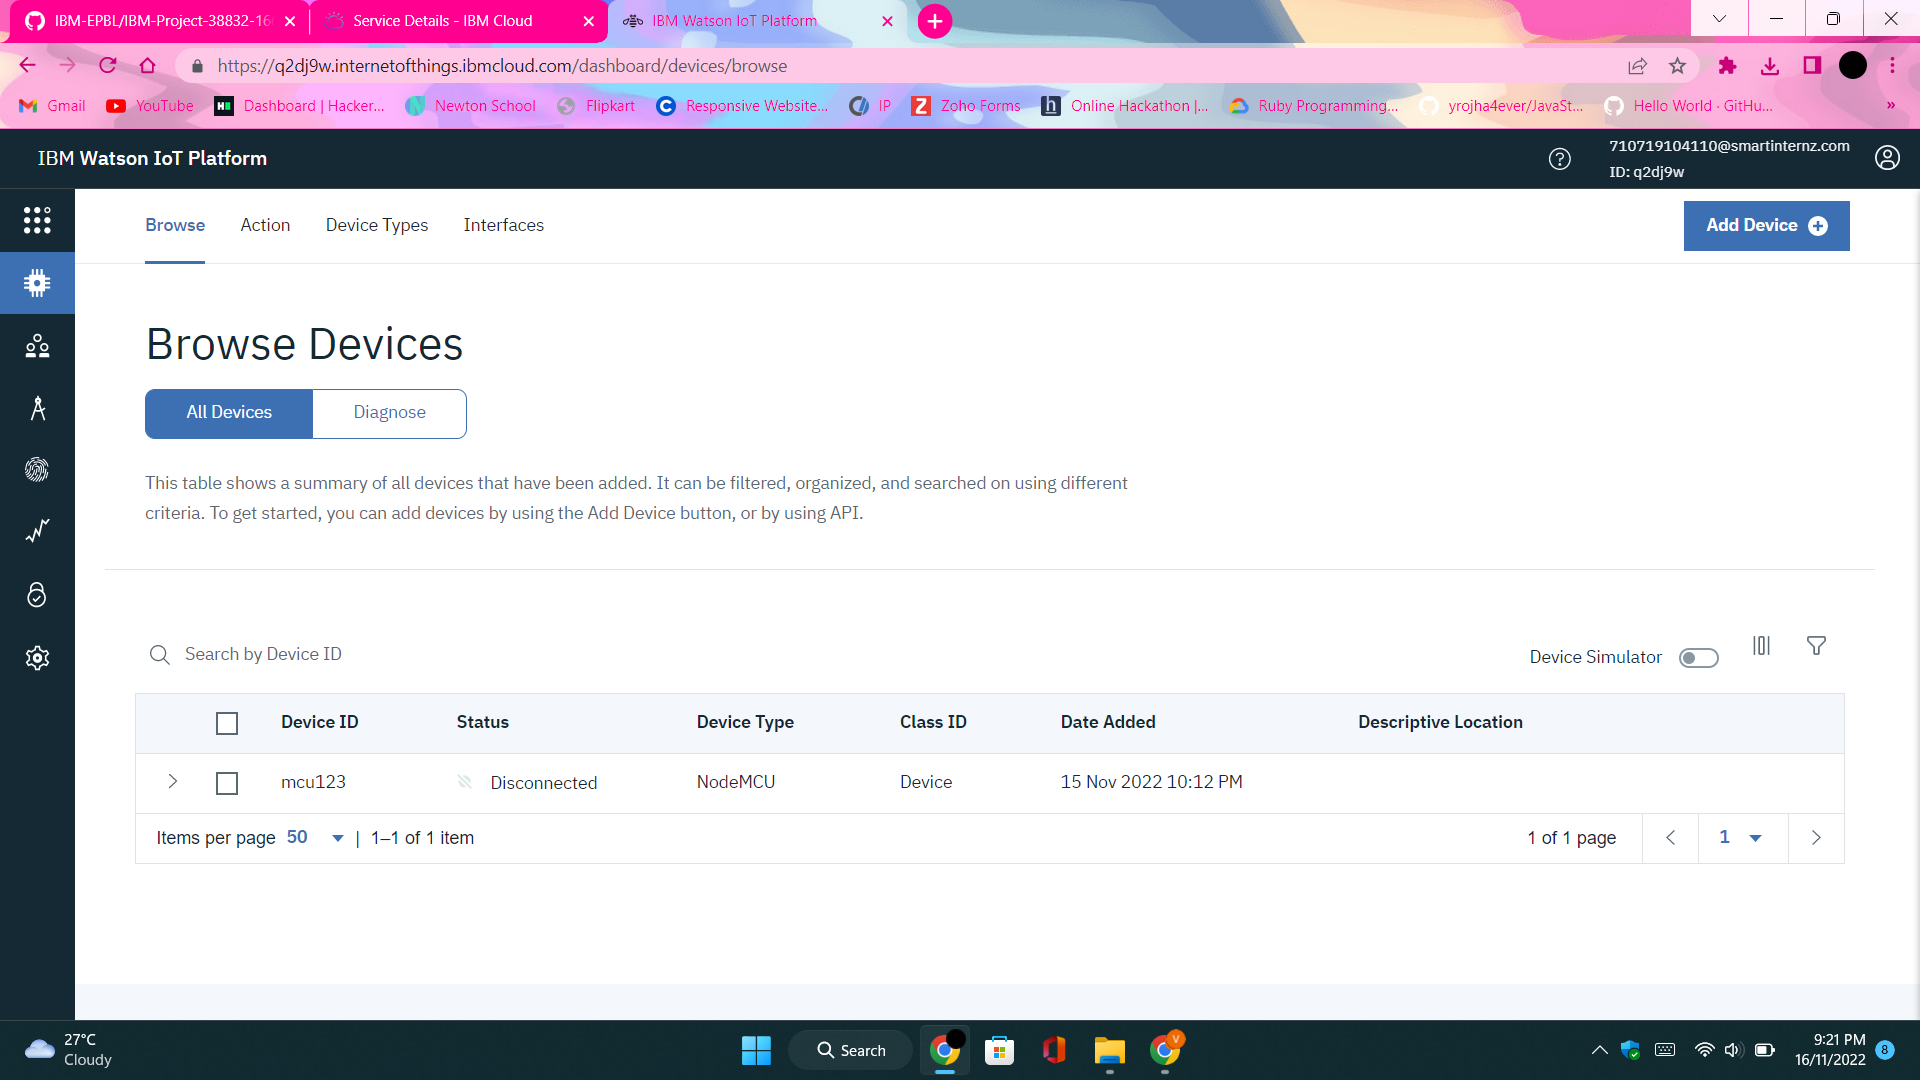 IBM-EPBL/IBM-Project-38832-16
Service Details - IBM Cloud
IBM Watson IoT Platform
https://q2dj9w.internetofthings.ibmcloud.com/dashboard/devices/browse
Gmail
YouTube
Dashboard | Hacker...
Newton School
Flipkart
Responsive Website...
IP
Zoho Forms
Online Hackathon |...
Ruby Programming...
yrojha4ever/JavaSt...
Hello World · GitHu...
»
IBM Watson IoT Platform
710719104110@smartinternz.com
ID: q2dj9w
Browse
Action
Device Types
Interfaces
Add Device
Browse Devices
All Devices
Diagnose
This table shows a summary of all devices that have been added. It can be filtered, organized, and searched on using different
criteria. To get started, you can add devices by using the Add Device button, or by using API.
Search by Device ID
Device Simulator
Device ID
Status
Device Type
Class ID
Date Added
Descriptive Location
mcu123
Disconnected
NodeMCU
Device
15 Nov 2022 10:12 PM
Items per page 50 | 1–1 of 1 item
1 of 1 page
1
27°C
Cloudy
Search
V
9:21 PM
16/11/2022
8